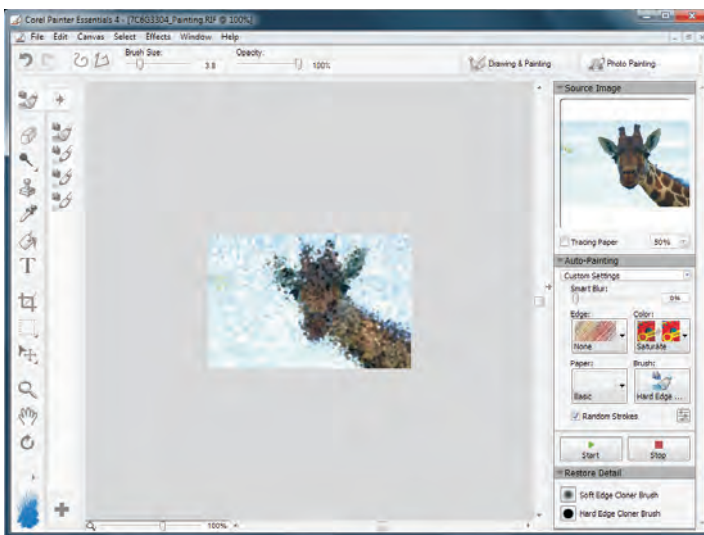 Corel Painter Essentials 4 - [7C6G3304_Painting.RIF @ 100%]
File Edit Canvas Select Effects Window Help
Brush Size: 3.8 Opacity: 100% Drawing & Painting Photo Painting
Source Image
Tracing Paper 50%
Auto-Painting
Custom Settings
Smart Blur:
0%
Edge: Color:
None Saturate
Paper: Brush:
Basic Hard Edge ...
Random Strokes
Start Stop
Restore Detail
Soft Edge Cloner Brush
Hard Edge Cloner Brush
T
100%